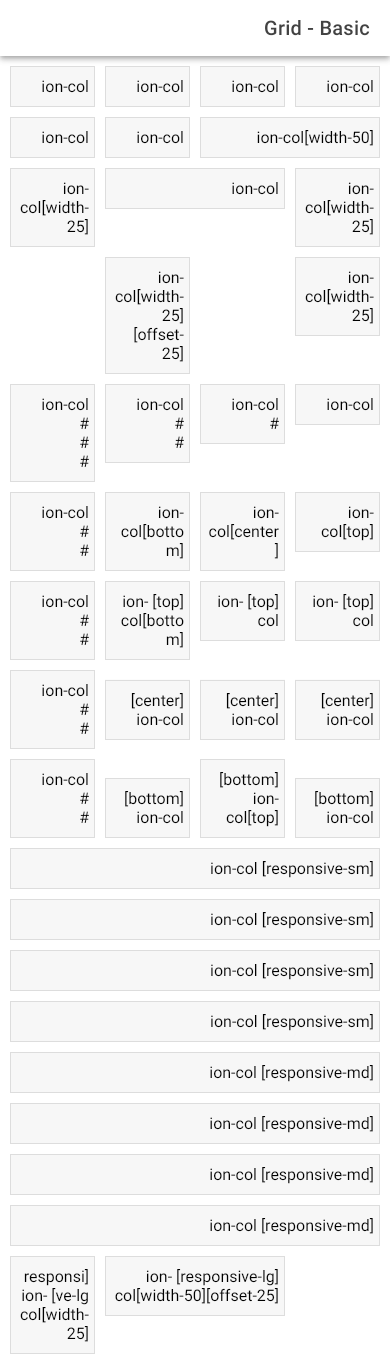 Grid - Basic
ion-col
ion-col
ion-col
ion-col
ion-col
ion-col
ion-col[width-50]
ion-
col[width-
25]
ion-col
ion-
col[width-
25]
ion-
col[width-
25]
[offset-
25]
ion-
col[width-
25]
ion-col
#
#
#
ion-col
#
#
ion-col
#
ion-col
ion-col
#
#
ion-
col[botto
m]
ion-
col[center
]
ion-
col[top]
ion-col
#
#
ion- [top]
col[botto
m]
ion- [top]
col
ion- [top]
col
ion-col
#
#
[center]
ion-col
[center]
ion-col
[center]
ion-col
ion-col
#
#
[bottom]
ion-col
[bottom]
ion-
col[top]
[bottom]
ion-col
ion-col [responsive-sm]
ion-col [responsive-sm]
ion-col [responsive-sm]
ion-col [responsive-sm]
ion-col [responsive-md]
ion-col [responsive-md]
ion-col [responsive-md]
ion-col [responsive-md]
responsi]
ion- [ve-lg
col[width-
25]
ion- [responsive-lg]
col[width-50][offset-25]